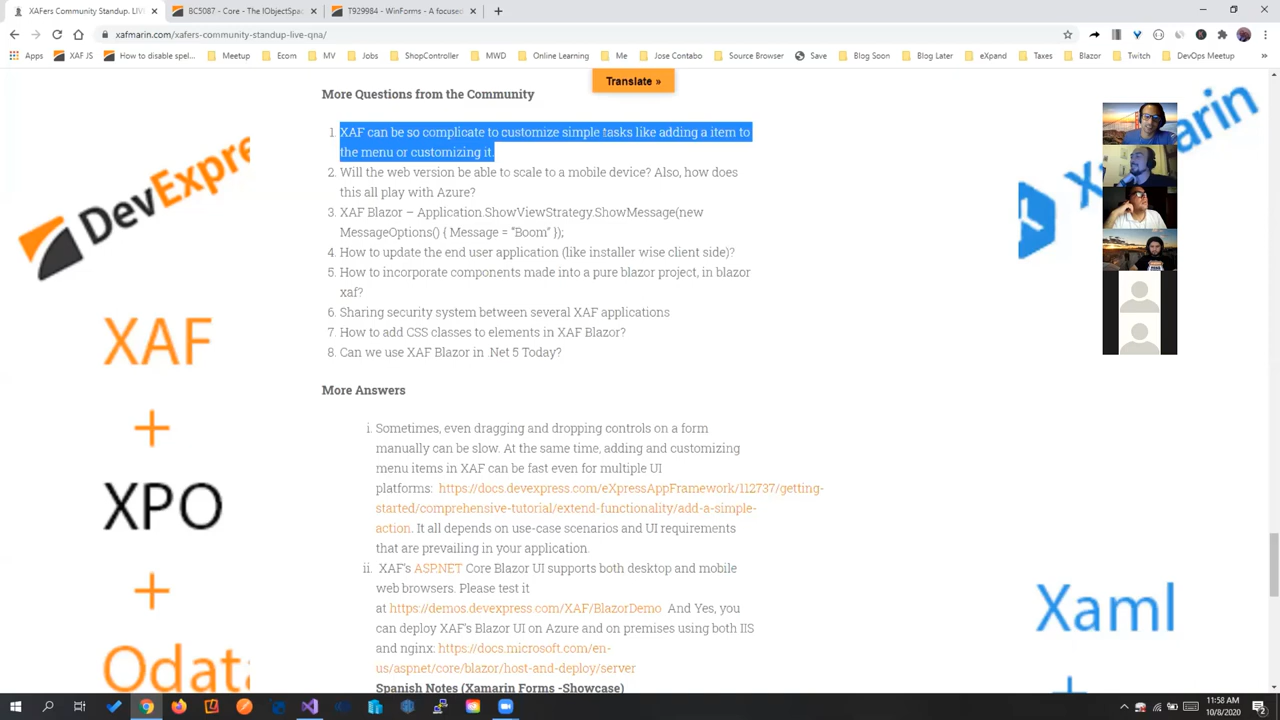 XAFers Community Standup. LIV
BC5087 - Core - The IObjectSpac
T929984 - WinForms - A focused
xafmarin.com/xafers-community-standup-live-qna/
Apps
XAF JS
How to disable spel...
Meetup
Ecorn
MV
Jobs
ShopController
MWD
Online Learning
Me
Jose Contabo
Source Browser
Save
Blog Soon
Blog Later
eXpand
Taxes
Blazor
Twitch
DevOps Meetup
Translate »
More Questions from the Community
1. XAF can be so complicate to customize simple tasks like adding a item to
the menu or customizing it.
2. Will the web version be able to scale to a mobile device? Also, how does
this all play with Azure?
3. XAF Blazor – Application.ShowViewStrategy.ShowMessage(new
MessageOptions() { Message = "Boom" });
4. How to update the end user application (like installer wise client side)?
5. How to incorporate components made into a pure blazor project, in blazor
xaf?
6. Sharing security system between several XAF applications
7. How to add CSS classes to elements in XAF Blazor?
8. Can we use XAF Blazor in .Net 5 Today?
More Answers
i. Sometimes, even dragging and dropping controls on a form
manually can be slow. At the same time, adding and customizing
menu items in XAF can be fast even for multiple UI
platforms: https://docs.devexpress.com/eXpressAppFramework/112737/getting-
started/comprehensive-tutorial/extend-functionality/add-a-simple-
action. It all depends on use-case scenarios and UI requirements
that are prevailing in your application.
ii. XAF's ASP.NET Core Blazor UI supports both desktop and mobile
web browsers. Please test it
at https://demos.devexpress.com/XAF/BlazorDemo And Yes, you
can deploy XAF's Blazor UI on Azure and on premises using both IIS
and nginx: https://docs.microsoft.com/en-
us/aspnet/core/blazor/host-and-deploy/server
Spanish Notes (Xamarin Forms -Showcase)
DevExpre
XAF
+
XPO
+
Odata
Xa
marin
Xaml
+
11:58 AM
10/8/2020